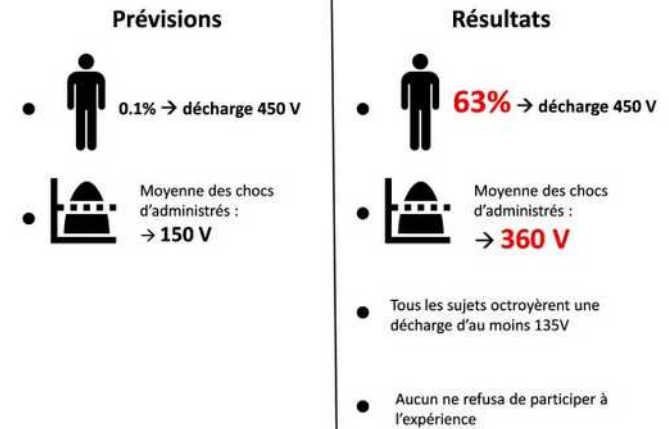 Prévisions
0.1% → décharge 450 V
Moyenne des chocs
d'administrés :
→ 150 V
Résultats
63% → décharge 450 V
Moyenne des chocs
d'administrés :
→ 360 V
Tous les sujets octroyèrent une
décharge d'au moins 135V
Aucun ne refusa de participer à
l'expérience